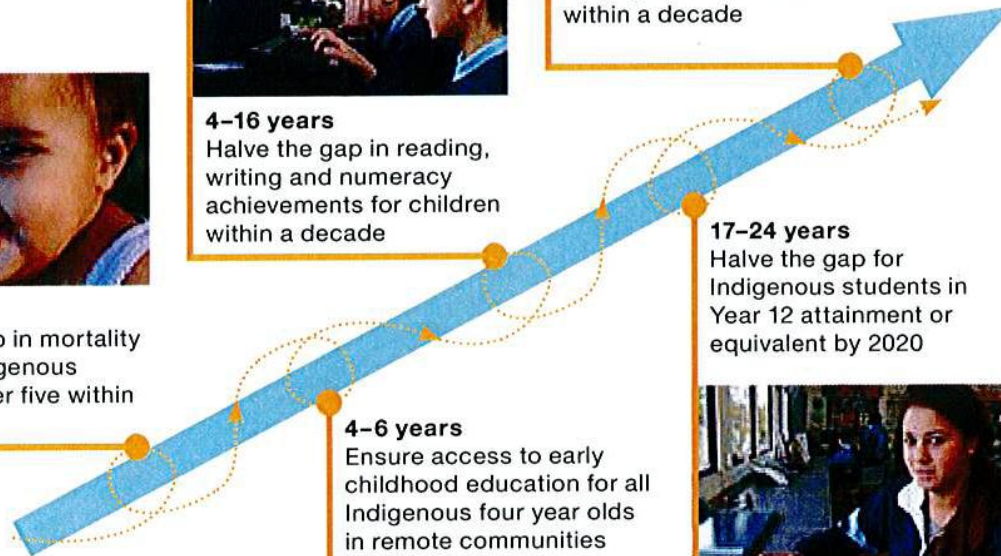 within a decade
4–16 years
Halve the gap in reading,
writing and numeracy
achievements for children
within a decade
17–24 years
Halve the gap for
Indigenous students in
Year 12 attainment or
equivalent by 2020
in mortality
five within
4–6 years
Ensure access to early
childhood education for all
Indigenous four year olds
in remote communities